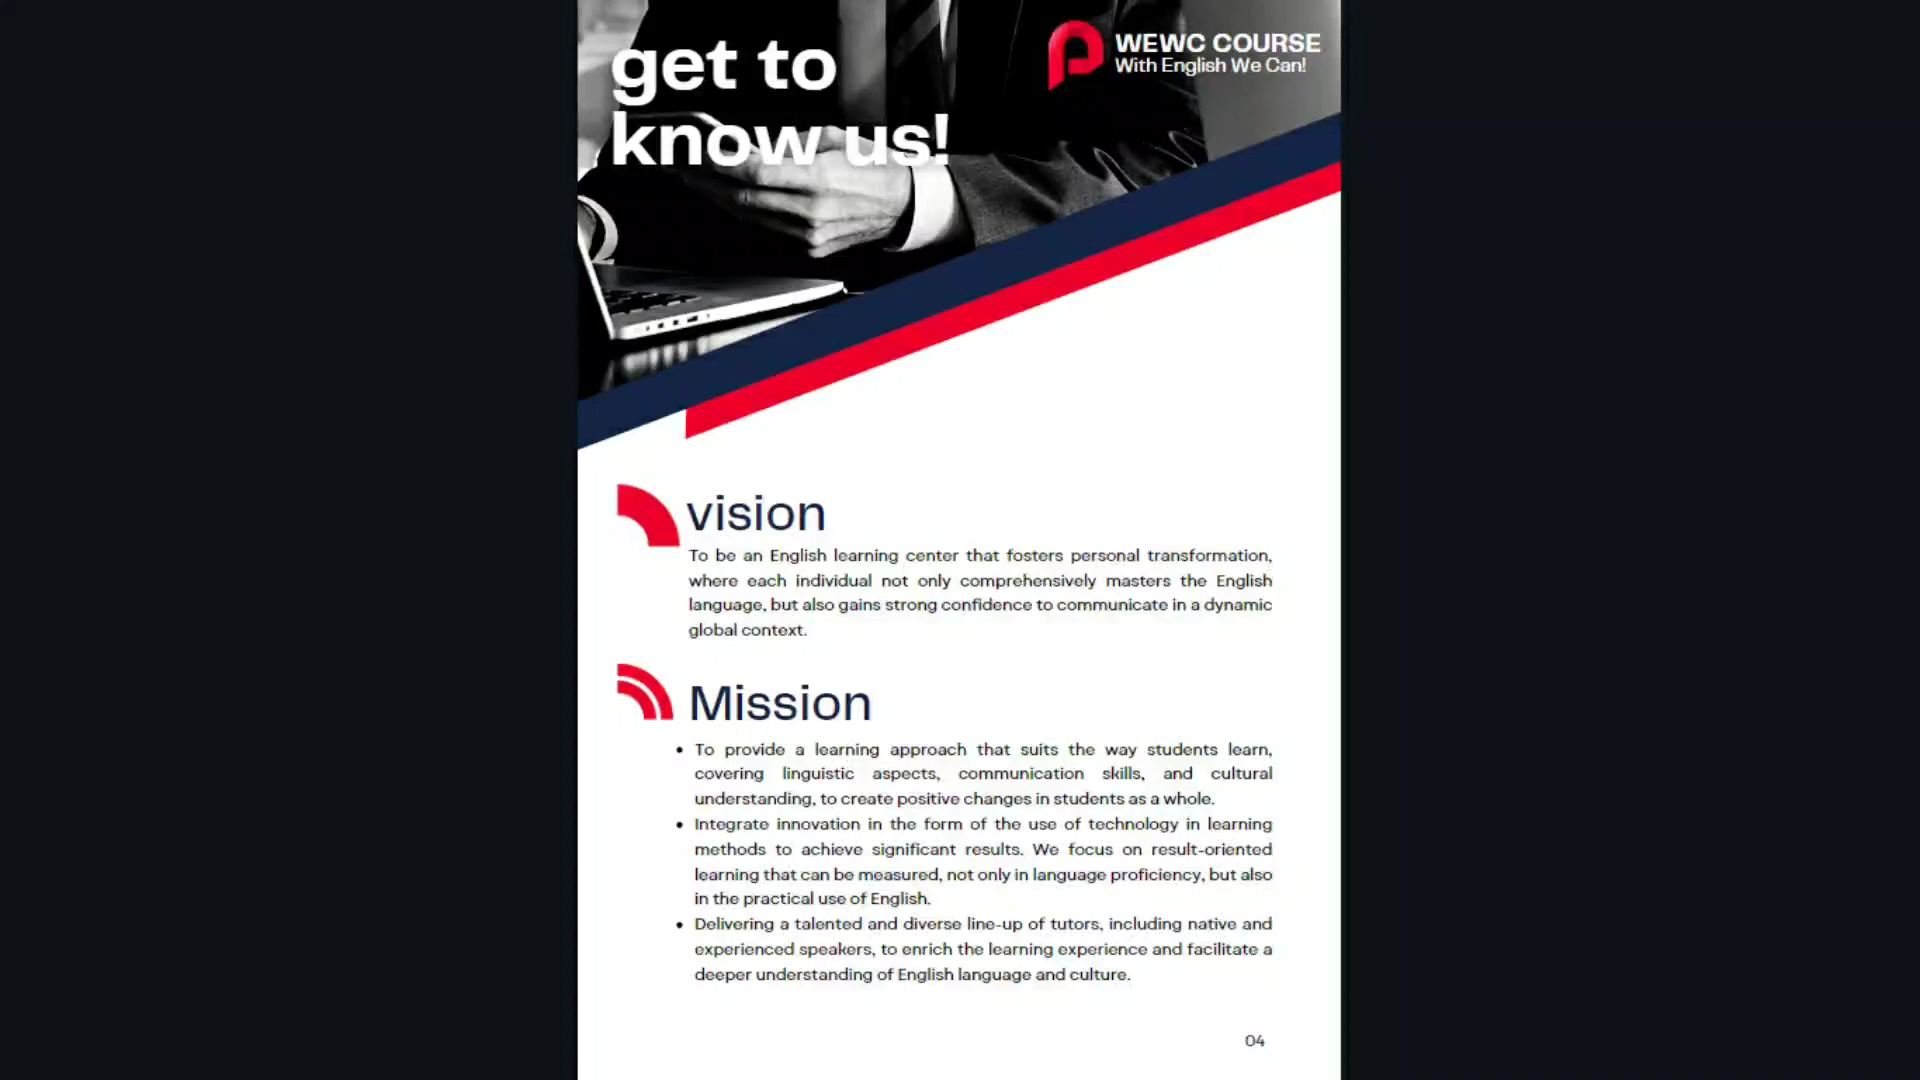 get to
know us!
WEWC COURSE
With English We Can!
vision
To be an English learning center that fosters personal transformation,
where each individual not only comprehensively masters the English
language, but also gains strong confidence to communicate in a dynamic
global context.
Mission
• To provide a learning approach that suits the way students learn,
covering linguistic aspects, communication skills, and cultural
understanding, to create positive changes in students as a whole.
• Integrate innovation in the form of the use of technology in learning
methods to achieve significant results. We focus on result-oriented
learning that can be measured, not only in language proficiency, but also
in the practical use of English.
• Delivering a talented and diverse line-up of tutors, including native and
experienced speakers, to enrich the learning experience and facilitate a
deeper understanding of English language and culture.
04